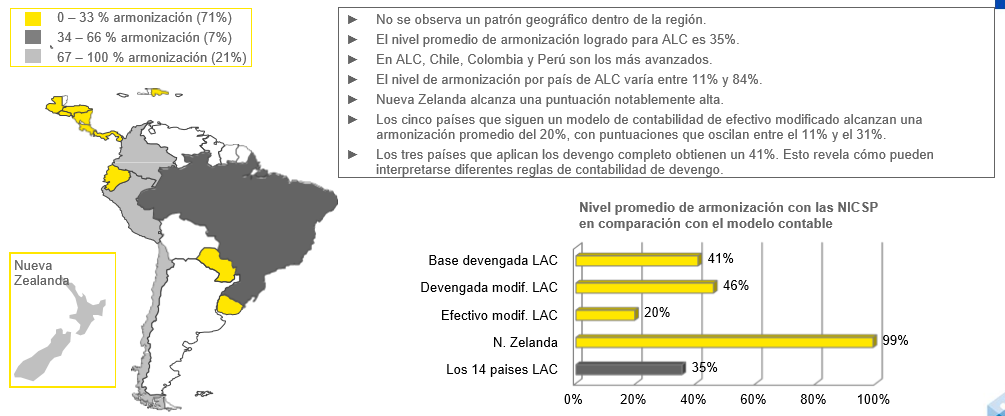 0 – 33 % armonización (71%)
34 – 66 % armonización (7%)
67 – 100 % armonización (21%)
► No se observa un patrón geográfico dentro de la región.
► El nivel promedio de armonización logrado para ALC es 35%.
► En ALC, Chile, Colombia y Perú son los más avanzados.
► El nivel de armonización por país de ALC varía entre 11% y 84%.
► Nueva Zelanda alcanza una puntuación notablemente alta.
► Los cinco países que siguen un modelo de contabilidad de efectivo modificado alcanzan una
armonización promedio del 20%, con puntuaciones que oscilan entre el 11% y el 31%.
► Los tres países que aplican los devengo completo obtienen un 41%. Esto revela cómo pueden
interpretarse diferentes reglas de contabilidad de devengo.
Nueva
Zealanda
Nivel promedio de armonización con las NICSP
en comparación con el modelo contable
Base devengada LAC 41%
Devengada modif. LAC 46%
Efectivo modif. LAC 20%
N. Zelanda 99%
Los 14 paises LAC 35%
0% 20% 40% 60% 80% 100%